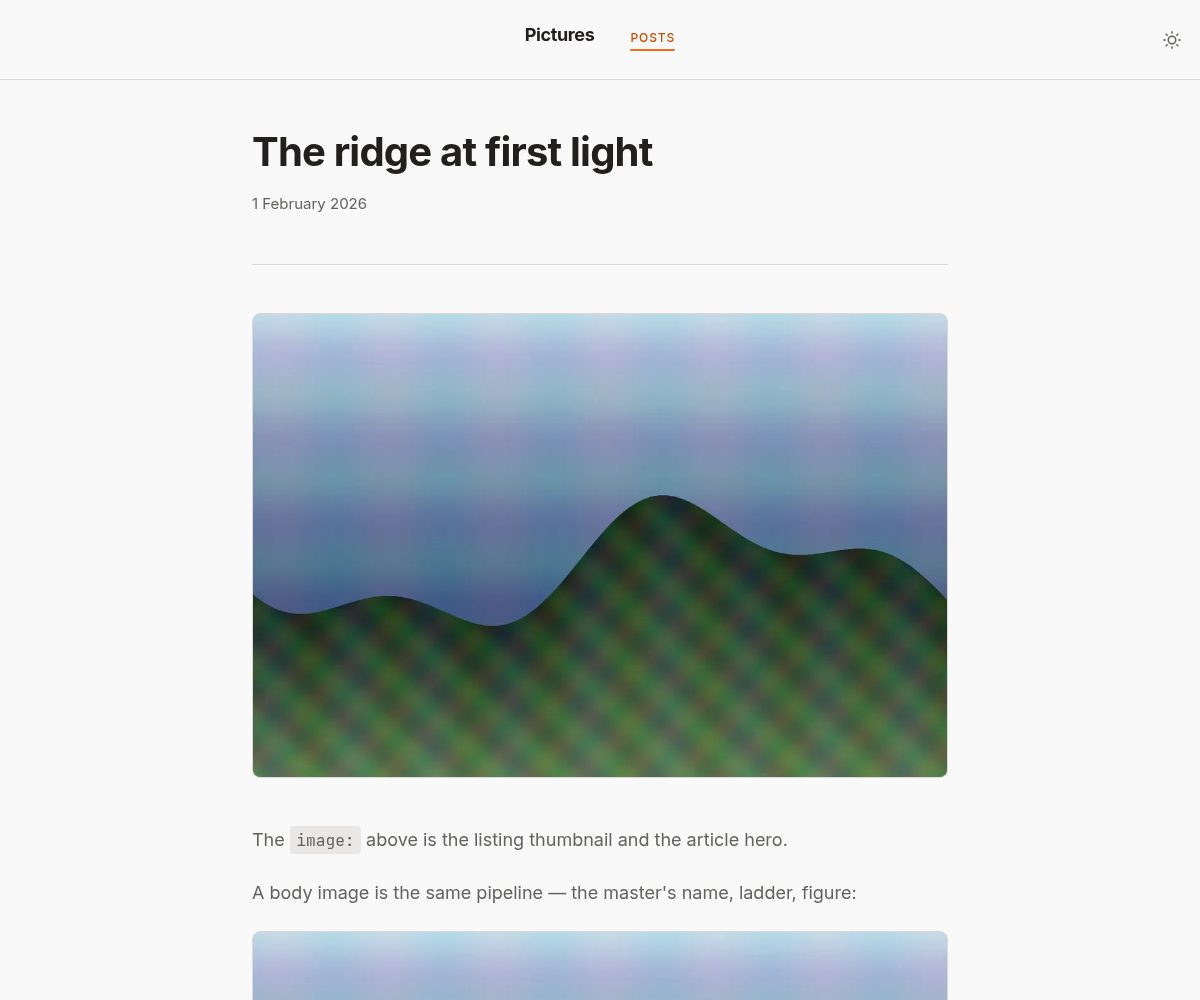 Pictures
POSTS
The ridge at first light
1 February 2026
The image: above is the listing thumbnail and the article hero.
A body image is the same pipeline — the master's name, ladder, figure: